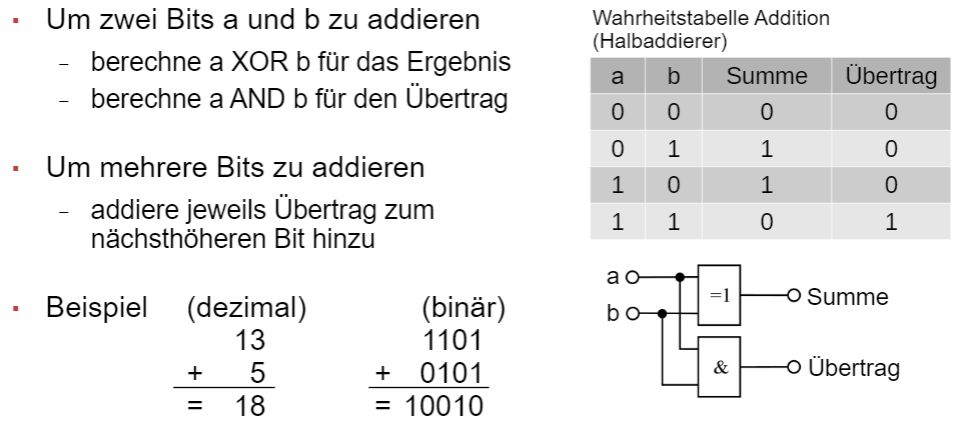 ▪ Um zwei Bits a und b zu addieren
– berechne a XOR b für das Ergebnis
– berechne a AND b für den Übertrag
▪ Um mehrere Bits zu addieren
– addiere jeweils Übertrag zum
nächsthöheren Bit hinzu
▪ Beispiel (dezimal) (binär)
13 1101
+ 5 + 0101
= 18 = 10010
Wahrheitstabelle Addition
(Halbaddierer)
a b Summe Übertrag
0 0 0 0
0 1 1 0
1 0 1 0
1 1 0 1
a =1 Summe
b
& Übertrag